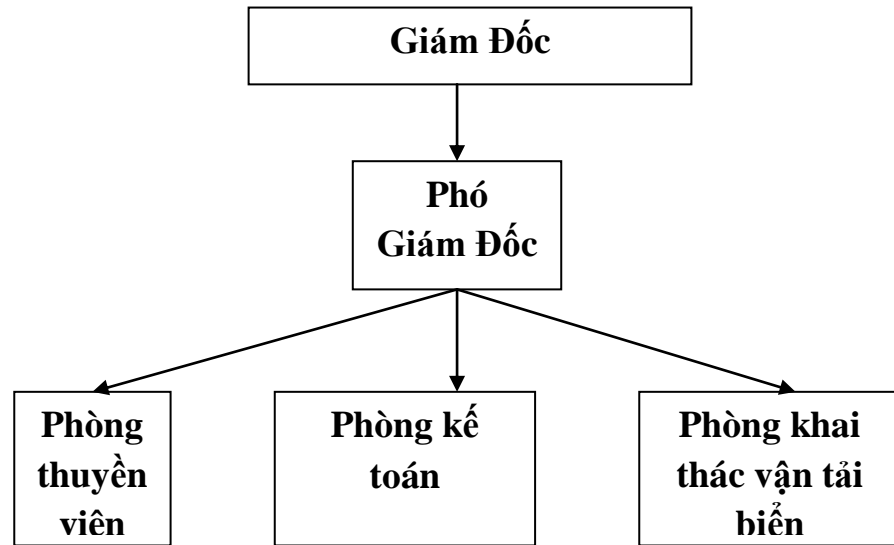 Giám Đốc
Phó
Giám Đốc
Phòng
thuyền
viên
Phòng kế
toán
Phòng khai
thác vận tải
biển